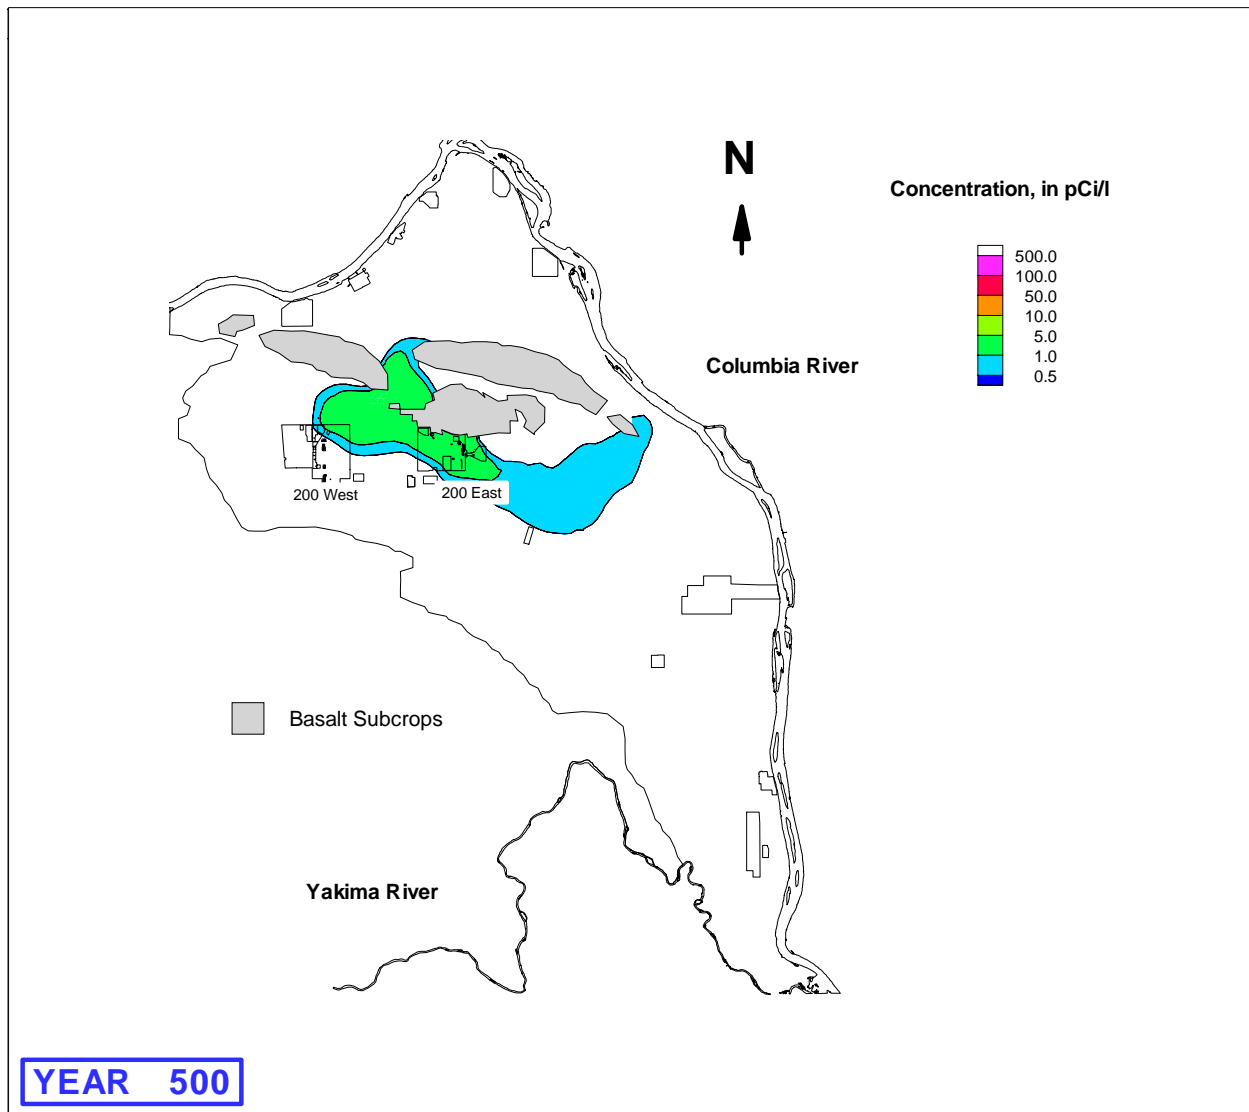 N
Concentration, in pCi/l
500.0
100.0
50.0
10.0
5.0
1.0
0.5
Columbia River
200 West
200 East
Basalt Subcrops
Yakima River
YEAR 500